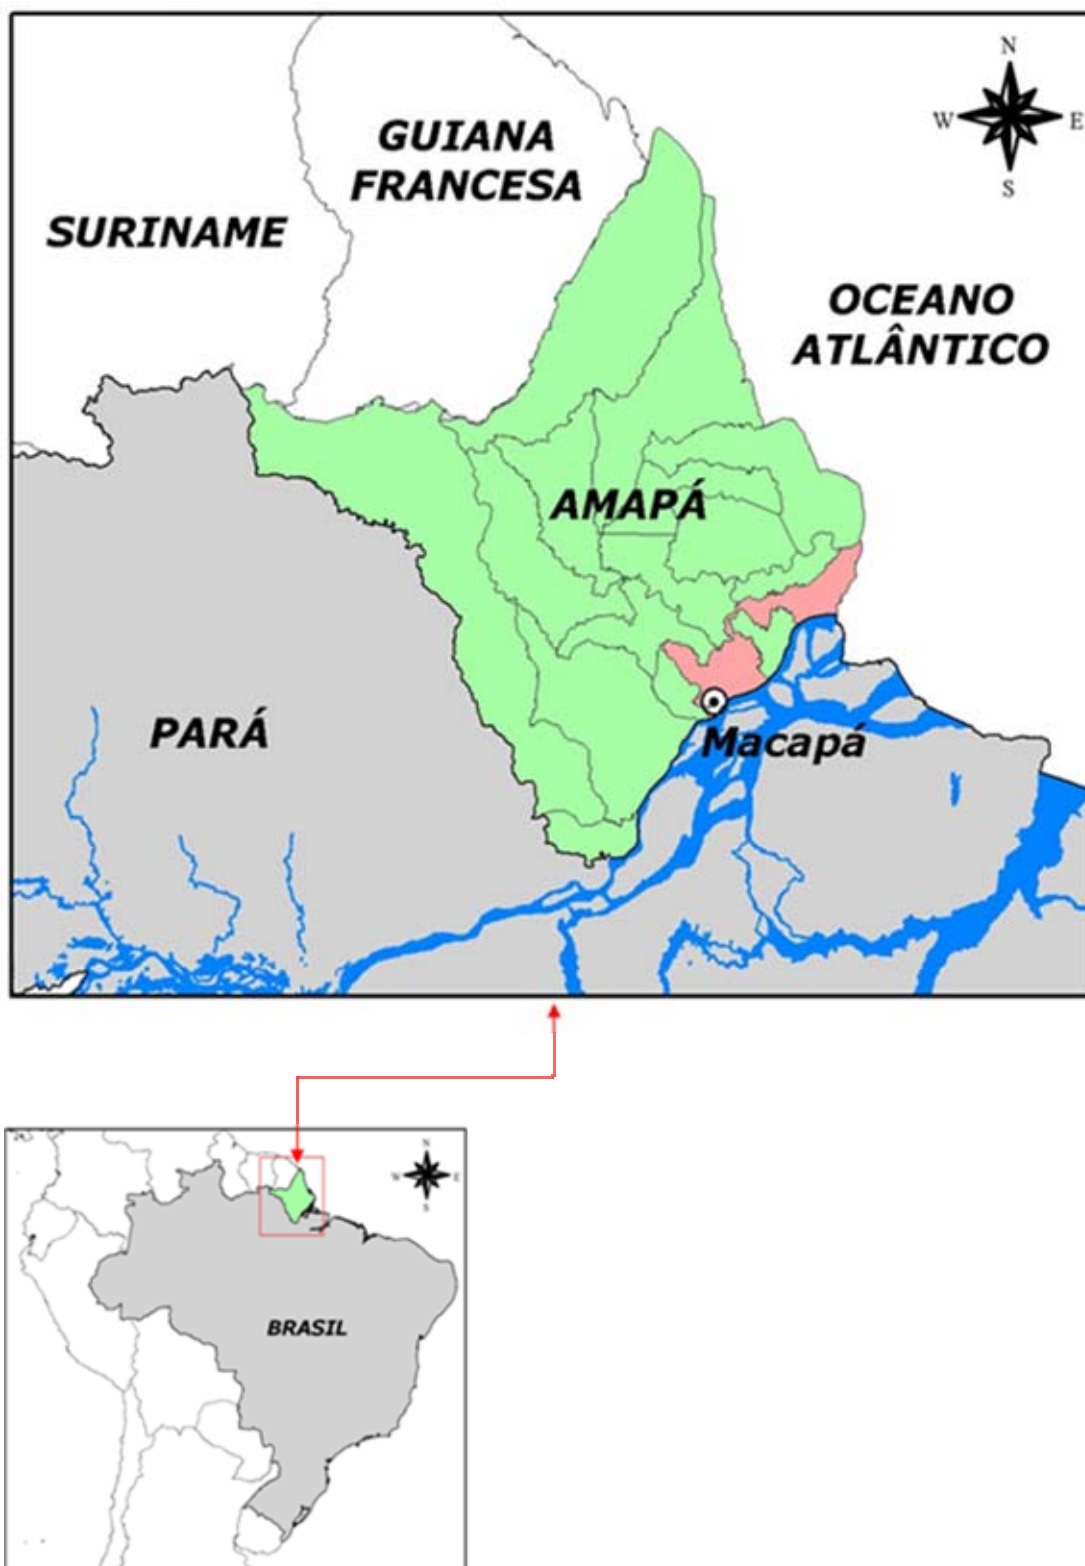 N
W E
S
GUIANA
FRANCESA
SURINAME
OCEANO
ATLÂNTICO
AMAPÁ
PARÁ
Macapá
N
W E
S
BRASIL